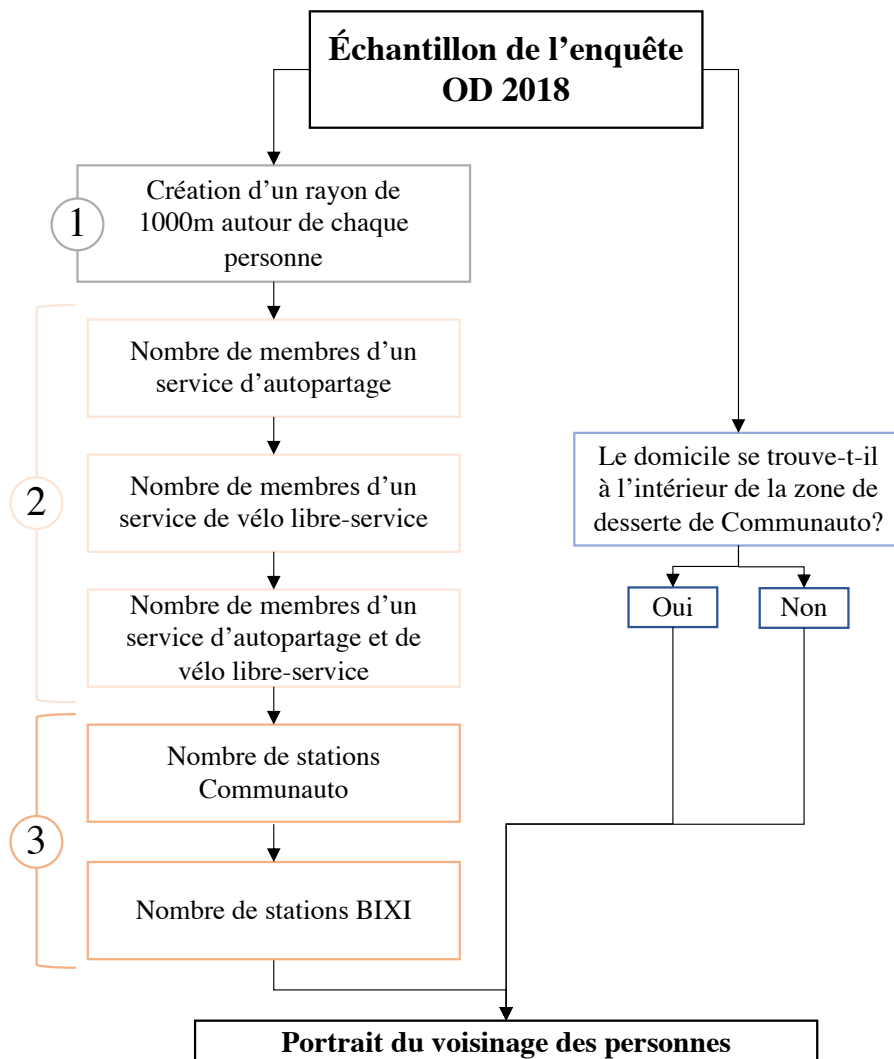 Échantillon de l'enquête
OD 2018
1
Création d'un rayon de
1000m autour de chaque
personne
2
Nombre de membres d'un
service d'autopartage
Nombre de membres d'un
service de vélo libre-service
Nombre de membres d'un
service d'autopartage et de
vélo libre-service
3
Nombre de stations
Communauto
Nombre de stations BIXI
Le domicile se trouve-t-il
à l'intérieur de la zone de
desserte de Communauto?
Oui
Non
Portrait du voisinage des personnes